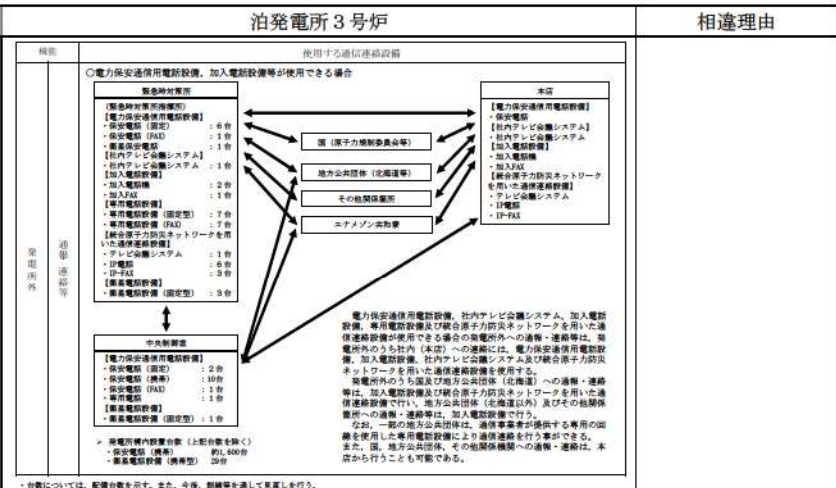 泊発電所3号炉
相違理由
機能
使用する通信連絡設備
発電所外
通報・連絡等
○電力保安通信用電話設備，加入電話設備等が使用できる場合
緊急時対策所
（緊急時対策所指揮所）
【電力保安通信用電話設備】
・保安電話（固定） ：6台
・保安電話（FAX） ：1台
・衛星保安電話 ：1台
【社内テレビ会議システム】
・社内テレビ会議システム ：1台
【加入電話設備】
・加入電話機 ：2台
・加入FAX ：1台
【専用電話設備】
・専用電話設備（固定型） ：7台
・専用電話設備（FAX） ：7台
【統合原子力防災ネットワークを用
いた通信連絡設備】
・テレビ会議システム ：1台
・IP電話 ：6台
・IP-FAX ：3台
【衛星電話設備】
・衛星電話設備（固定型） ：3台
国（原子力規制委員会等）
地方公共団体（北海道等）
その他関係箇所
本店
【電力保安通信用電話設備】
・保安電話
【社内テレビ会議システム】
・社内テレビ会議システム
【加入電話設備】
・加入電話機
・加入FAX
【統合原子力防災ネットワーク
を用いた通信連絡設備】
・テレビ会議システム
・IP電話
・IP-FAX
中央制御室
【電力保安通信用電話設備】
・保安電話（固定） ：2台
・保安電話（携帯） ：10台
・保安電話（FAX） ：1台
・専用電話 ：1台
【衛星電話設備】
・衛星電話設備（固定型） ：1台
➢ 発電所構内設置台数（上記台数を除く）
・保安電話（携帯） 約1,600台
・衛星電話設備（携帯型） 29台
電力保安通信用電話設備，社内テレビ会議システム，加入電話
設備，専用電話設備及び統合原子力防災ネットワークを用いた通
信連絡設備が使用できる場合の発電所外への通報・連絡等は，発
電所外のうち社内（本店）への連絡には，電力保安通信用電話設
備，加入電話設備，社内テレビ会議システム及び統合原子力防災
ネットワークを用いた通信連絡設備を使用する。
発電所外のうち国及び地方公共団体（北海道）への通報・連絡
等は，加入電話設備及び統合原子力防災ネットワークを用いた通
信連絡設備で行い，地方公共団体（北海道以外）及びその他関係
箇所への通報・連絡等は，加入電話設備で行う。
なお，一部の地方公共団体は，通信事業者が提供する専用の回
線を使用した専用電話設備により通信連絡を行う事ができる。
また，国，地方公共団体，その他関係機関への通報・連絡は，本
店から行うことも可能である。
・台数については，配備台数を示す。また，今後，訓練等を通して見直しを行う。